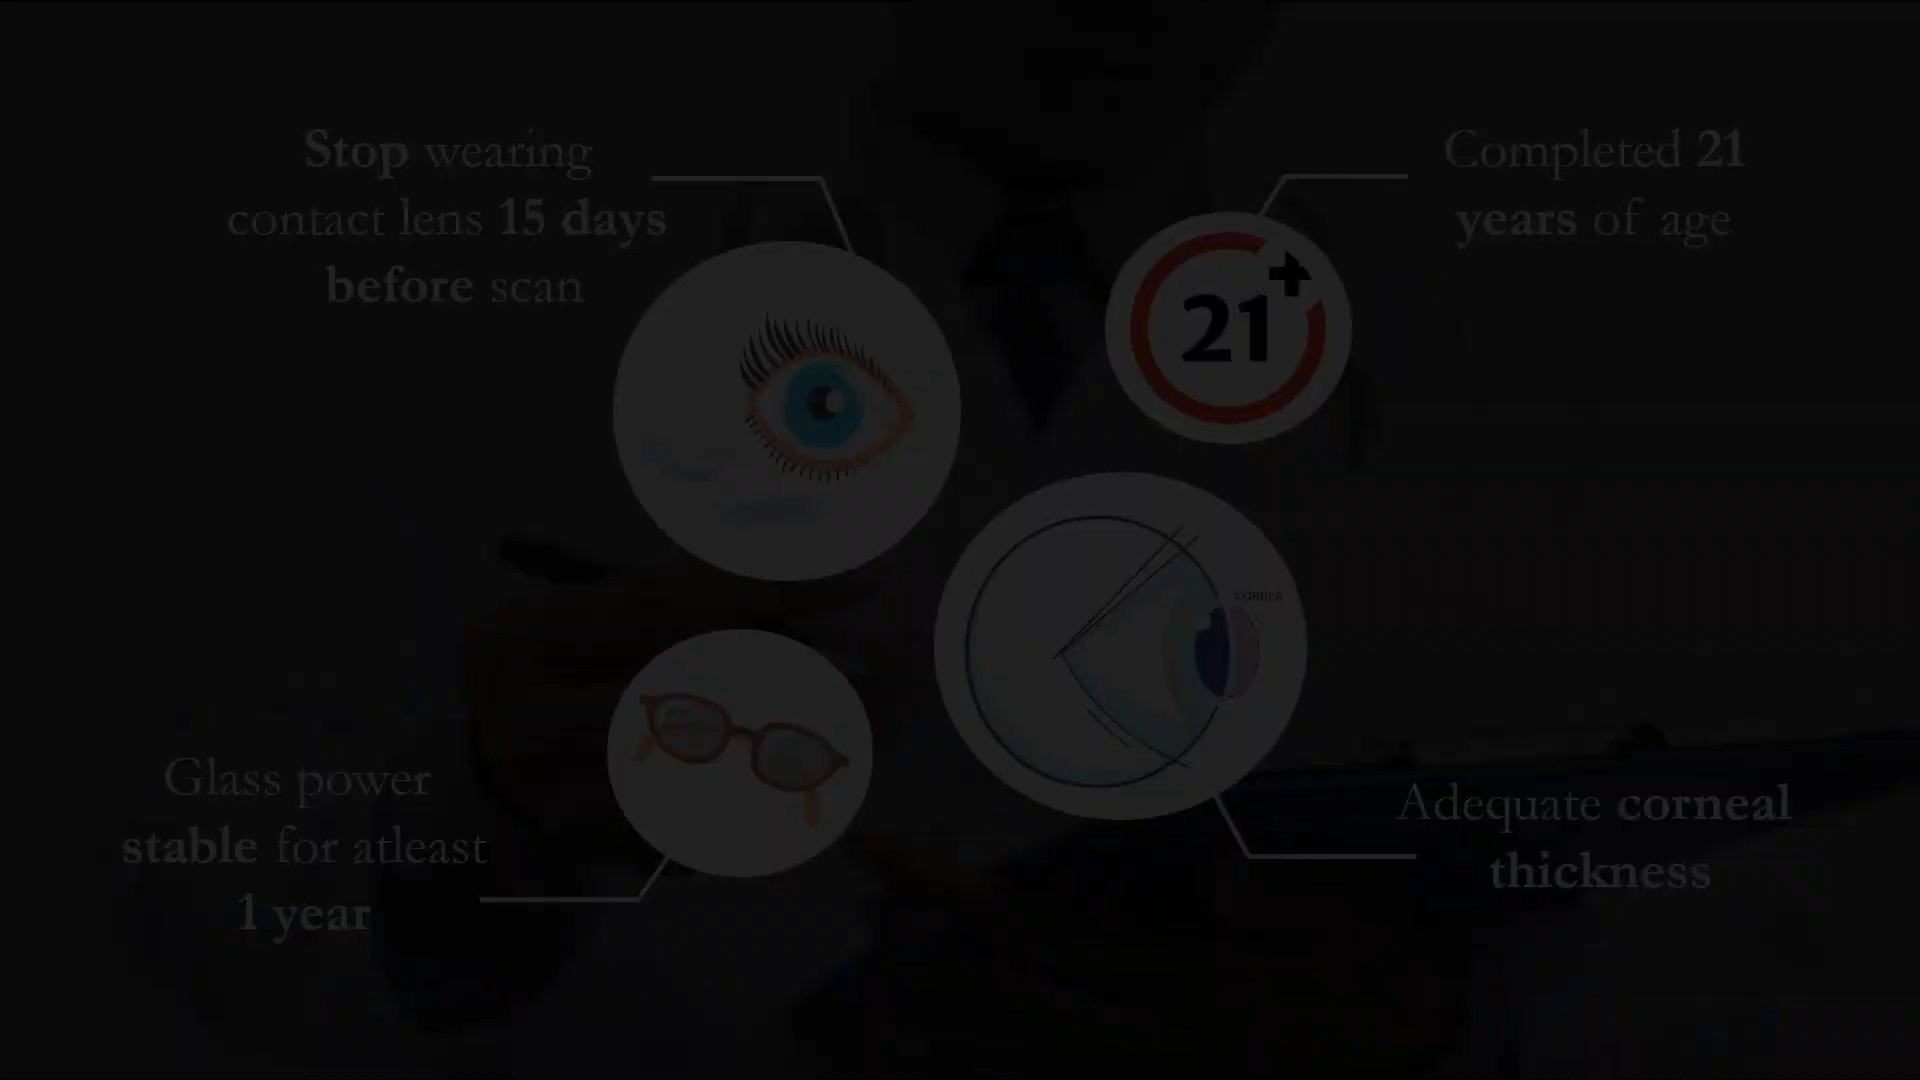 Stop wearing
contact lens 15 days
before scan
Completed 21
years of age
21+
CORNEA
Glass power
stable for atleast
1 year
Adequate corneal
thickness